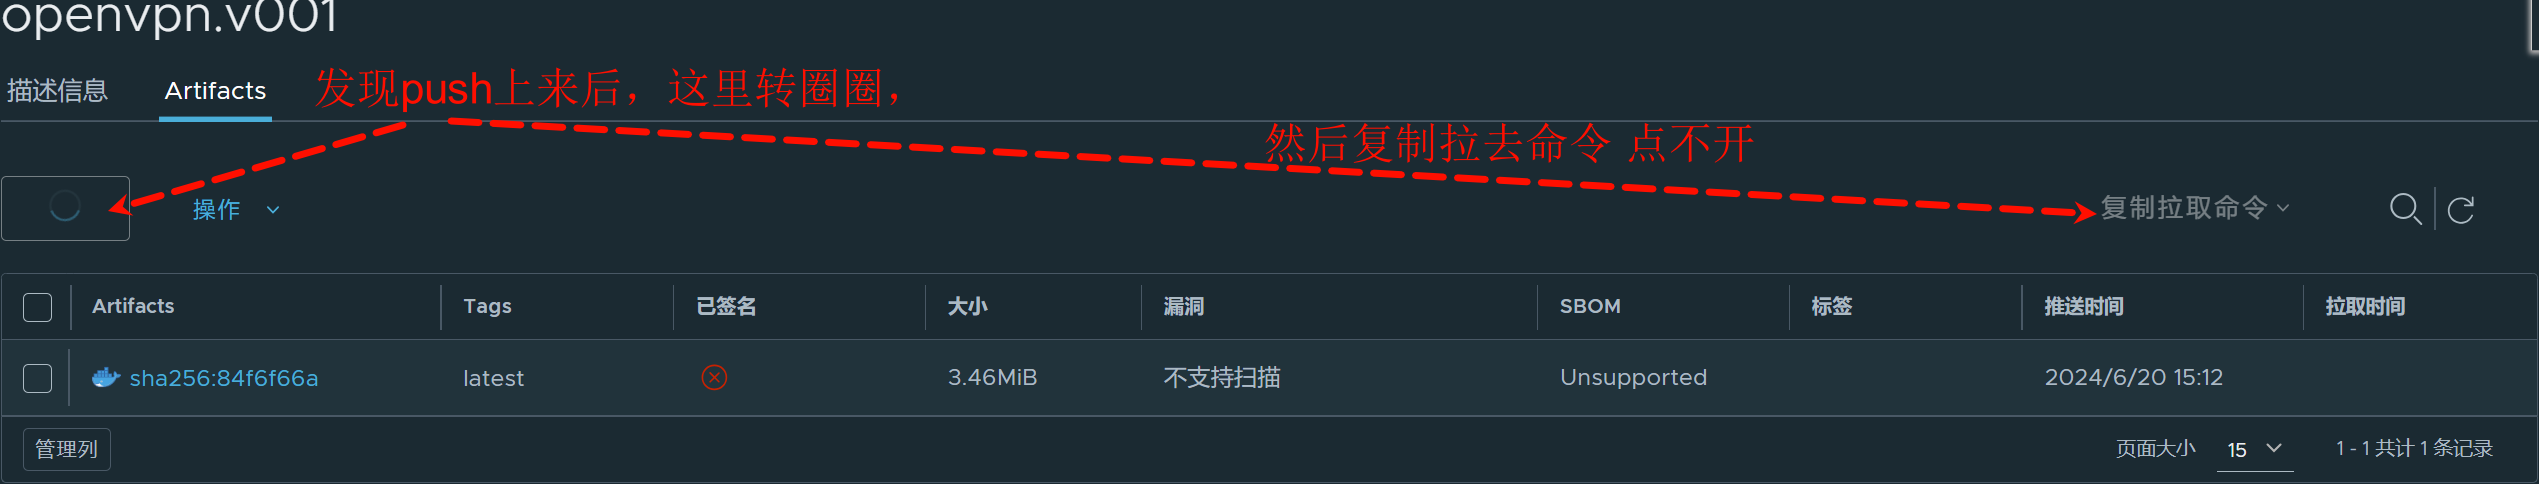 openvpn.v001
描述信息
Artifacts
发现push上来后，这里转圈圈，
然后复制拉去命令 点不开
操作
复制拉取命令
Artifacts
Tags
已签名
大小
漏洞
SBOM
标签
推送时间
拉取时间
sha256:84f6f66a
latest
3.46MiB
不支持扫描
Unsupported
2024/6/20 15:12
管理列
页面大小
15
1 - 1 共计 1 条记录